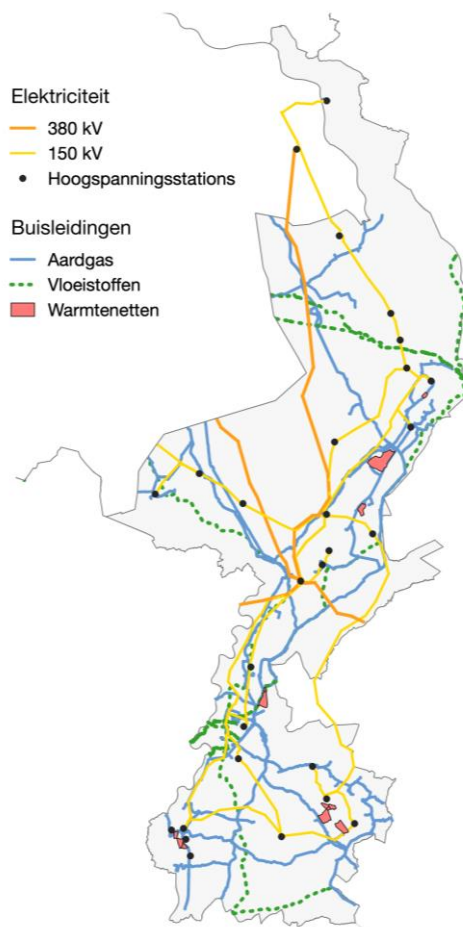 Elektriciteit
380 kV
150 kV
Hoogspanningsstations
Buisleidingen
Aardgas
Vloeistoffen
Warmtenetten